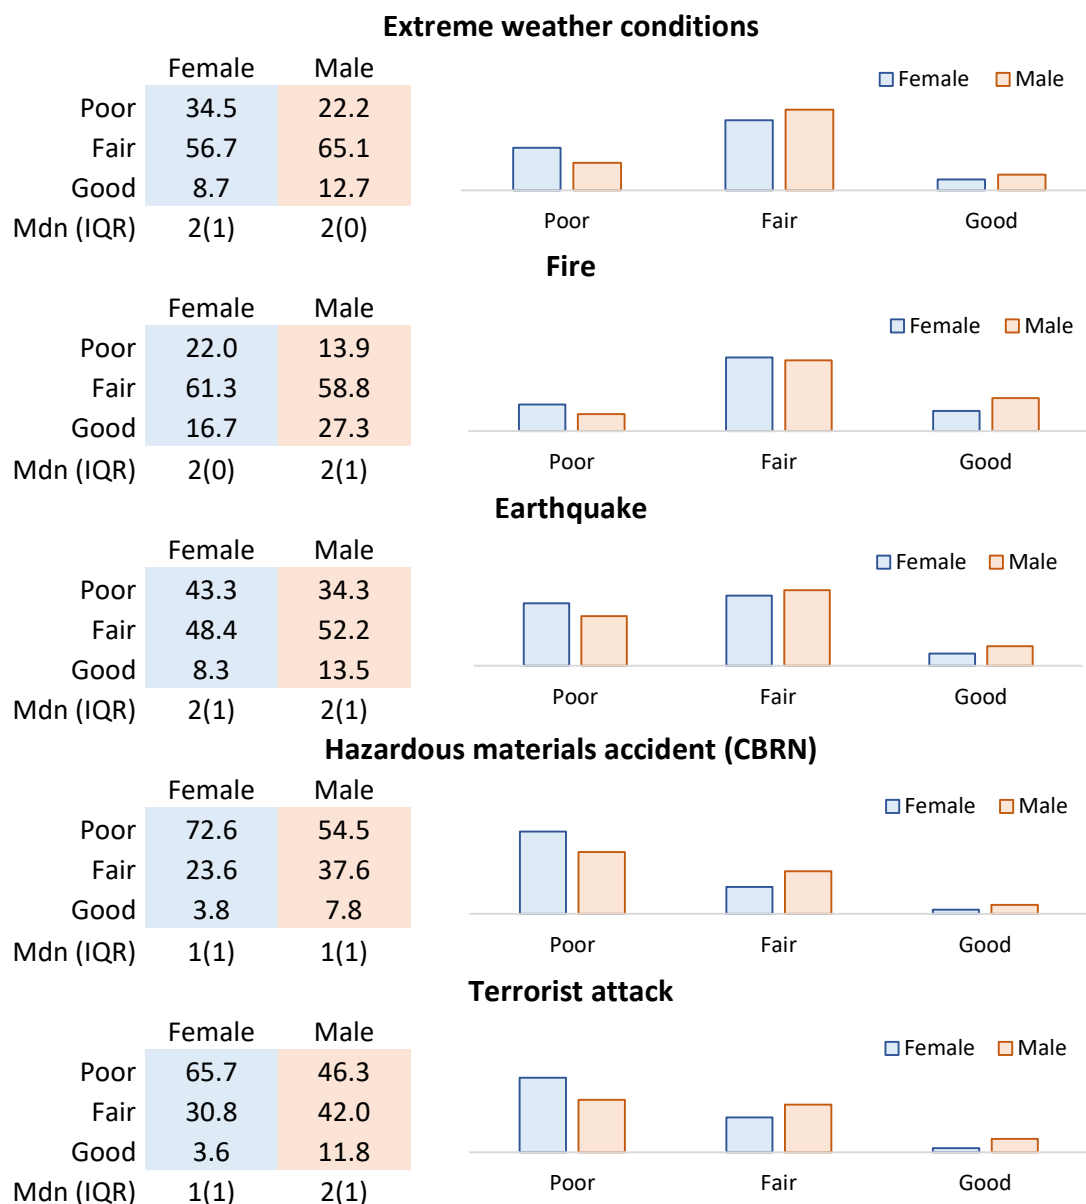 Extreme weather conditions
Female Male
Poor 34.5 22.2
Fair 56.7 65.1
Good 8.7 12.7
Mdn (IQR) 2(1) 2(0)
Female Male
Poor Fair Good
Fire
Female Male
Poor 22.0 13.9
Fair 61.3 58.8
Good 16.7 27.3
Mdn (IQR) 2(0) 2(1)
Female Male
Poor Fair Good
Earthquake
Female Male
Poor 43.3 34.3
Fair 48.4 52.2
Good 8.3 13.5
Mdn (IQR) 2(1) 2(1)
Female Male
Poor Fair Good
Hazardous materials accident (CBRN)
Female Male
Poor 72.6 54.5
Fair 23.6 37.6
Good 3.8 7.8
Mdn (IQR) 1(1) 1(1)
Female Male
Poor Fair Good
Terrorist attack
Female Male
Poor 65.7 46.3
Fair 30.8 42.0
Good 3.6 11.8
Mdn (IQR) 1(1) 2(1)
Female Male
Poor Fair Good